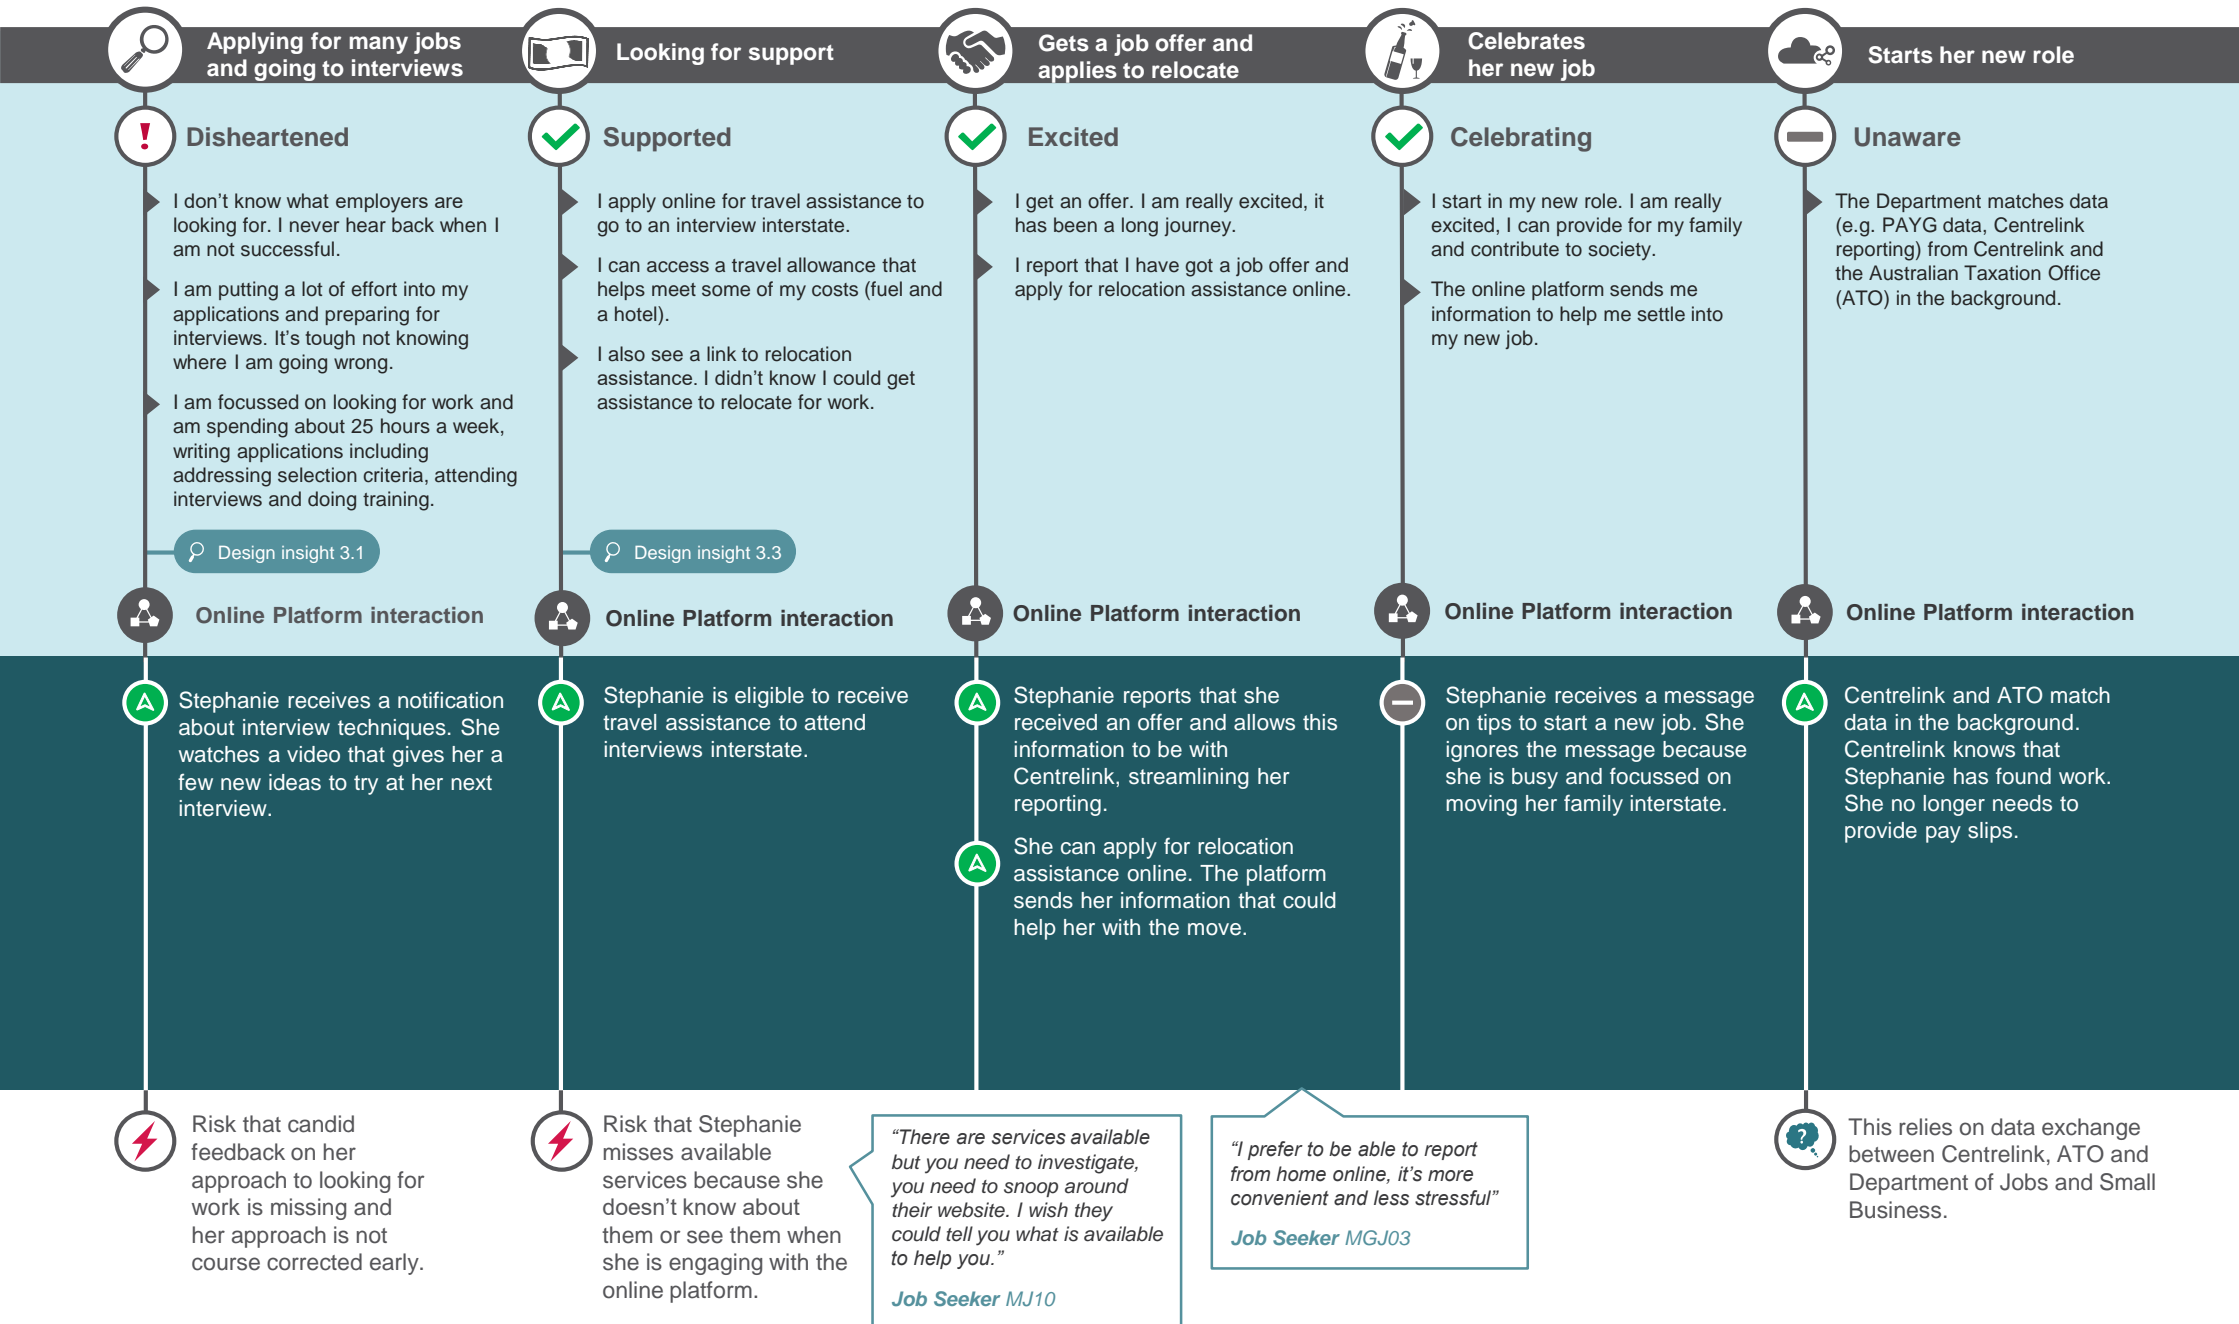 Applying for many jobs
and going to interviews
Looking for support
Gets a job offer and
applies to relocate
Celebrates
her new job
Starts her new role
Disheartened
I don't know what employers are
looking for. I never hear back when I
am not successful.
I am putting a lot of effort into my
applications and preparing for
interviews. It's tough not knowing
where I am going wrong.
I am focussed on looking for work and
am spending about 25 hours a week,
writing applications including
addressing selection criteria, attending
interviews and doing training.
Design insight 3.1
Supported
I apply online for travel assistance to
go to an interview interstate.
I can access a travel allowance that
helps meet some of my costs (fuel and
a hotel).
I also see a link to relocation
assistance. I didn't know I could get
assistance to relocate for work.
Design insight 3.3
Excited
I get an offer. I am really excited, it
has been a long journey.
I report that I have got a job offer and
apply for relocation assistance online.
Celebrating
I start in my new role. I am really
excited, I can provide for my family
and contribute to society.
The online platform sends me
information to help me settle into
my new job.
Unaware
The Department matches data
(e.g. PAYG data, Centrelink
reporting) from Centrelink and
the Australian Taxation Office
(ATO) in the background.
Online Platform interaction
Online Platform interaction
Online Platform interaction
Online Platform interaction
Online Platform interaction
Stephanie receives a notification
about interview techniques. She
watches a video that gives her a
few new ideas to try at her next
interview.
Stephanie is eligible to receive
travel assistance to attend
interviews interstate.
Stephanie reports that she
received an offer and allows this
information to be with
Centrelink, streamlining her
reporting.
She can apply for relocation
assistance online. The platform
sends her information that could
help her with the move.
Stephanie receives a message
on tips to start a new job. She
ignores the message because
she is busy and focussed on
moving her family interstate.
Centrelink and ATO match
data in the background.
Centrelink knows that
Stephanie has found work.
She no longer needs to
provide pay slips.
Risk that candid
feedback on her
approach to looking for
work is missing and
her approach is not
course corrected early.
Risk that Stephanie
misses available
services because she
doesn't know about
them or see them when
she is engaging with the
online platform.
“There are services available
but you need to investigate,
you need to snoop around
their website. I wish they
could tell you what is available
to help you.”
Job Seeker MJ10
“I prefer to be able to report
from home online, it's more
convenient and less stressful”
Job Seeker MGJ03
?
This relies on data exchange
between Centrelink, ATO and
Department of Jobs and Small
Business.